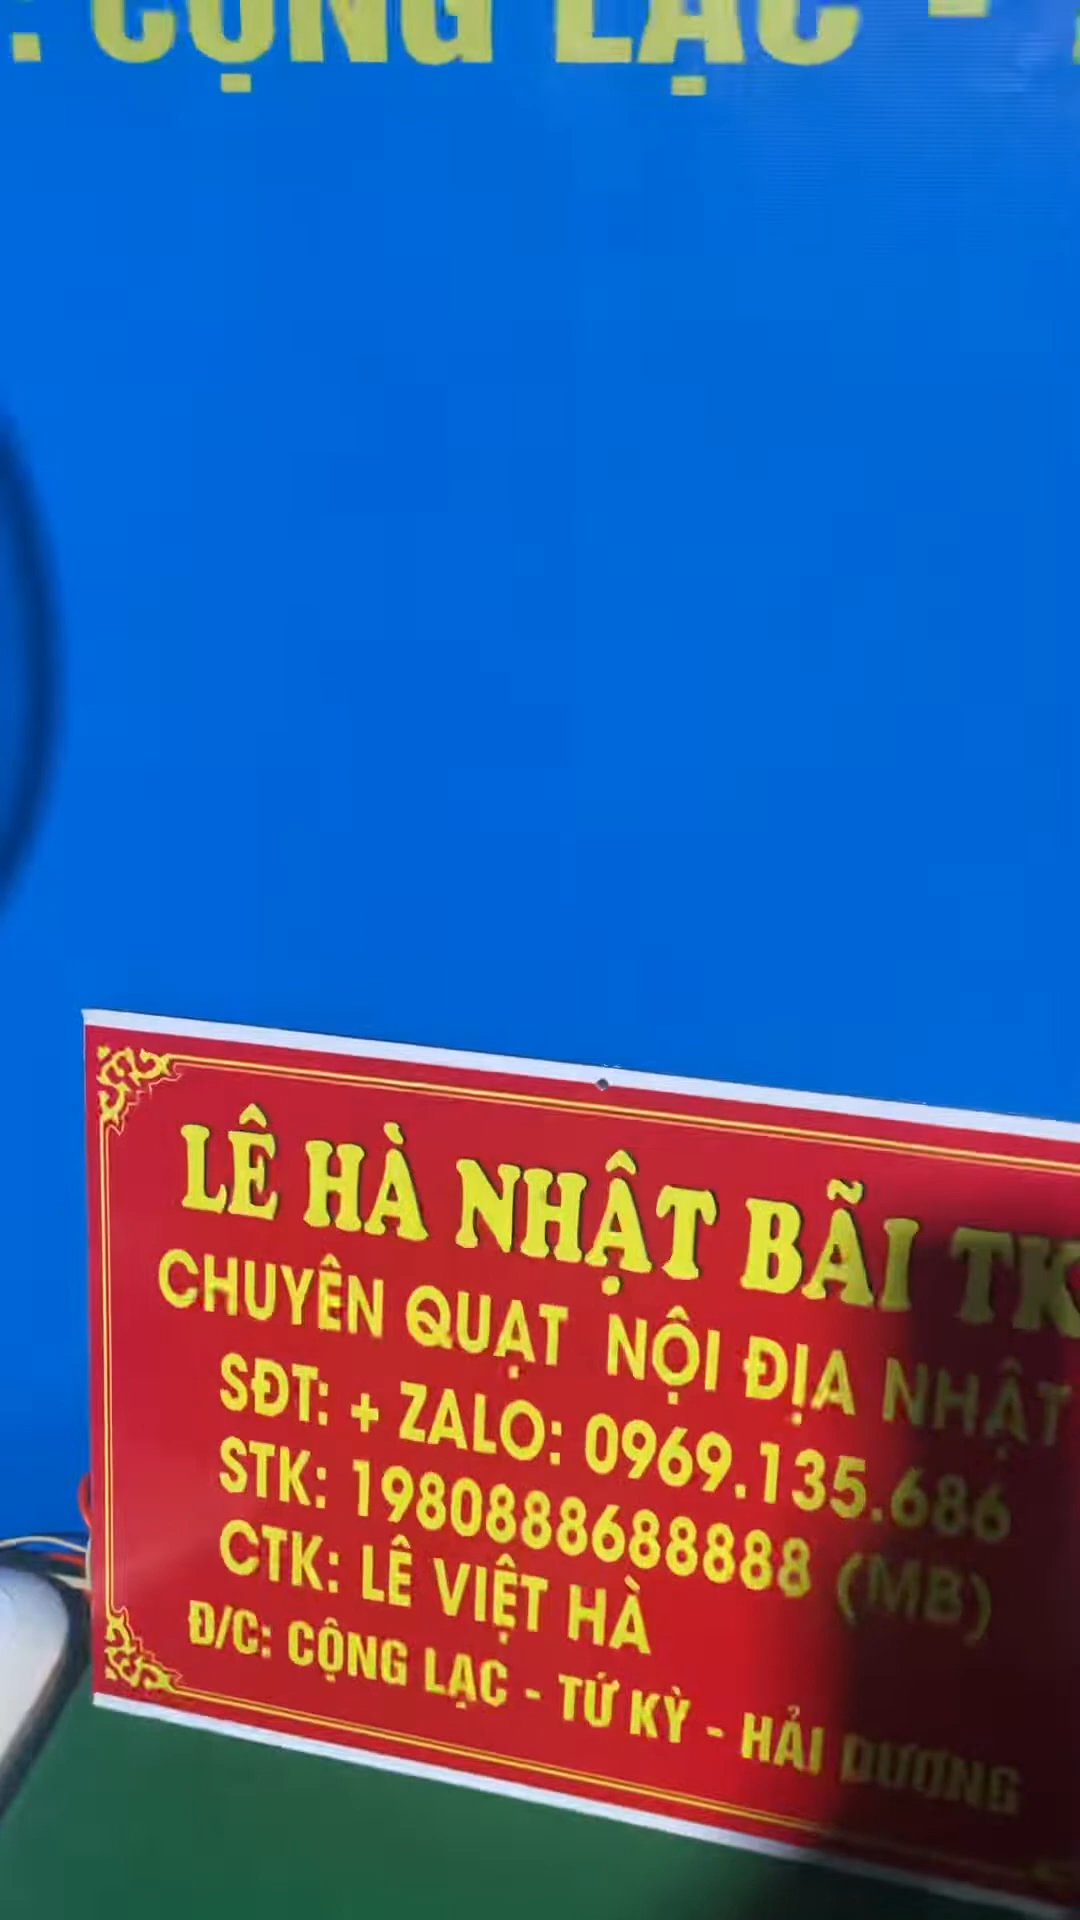 : CỘNG LẠC -
LÊ HÀ NHẬT BÃI TK
CHUYÊN QUẠT NỘI ĐỊA NHẬT
SĐT: + ZALO: 0969.135.686
STK: 1980888688888 (MB)
CTK: LÊ VIỆT HÀ
Đ/C: CỘNG LẠC - TỨ KỲ - HẢI DƯƠNG